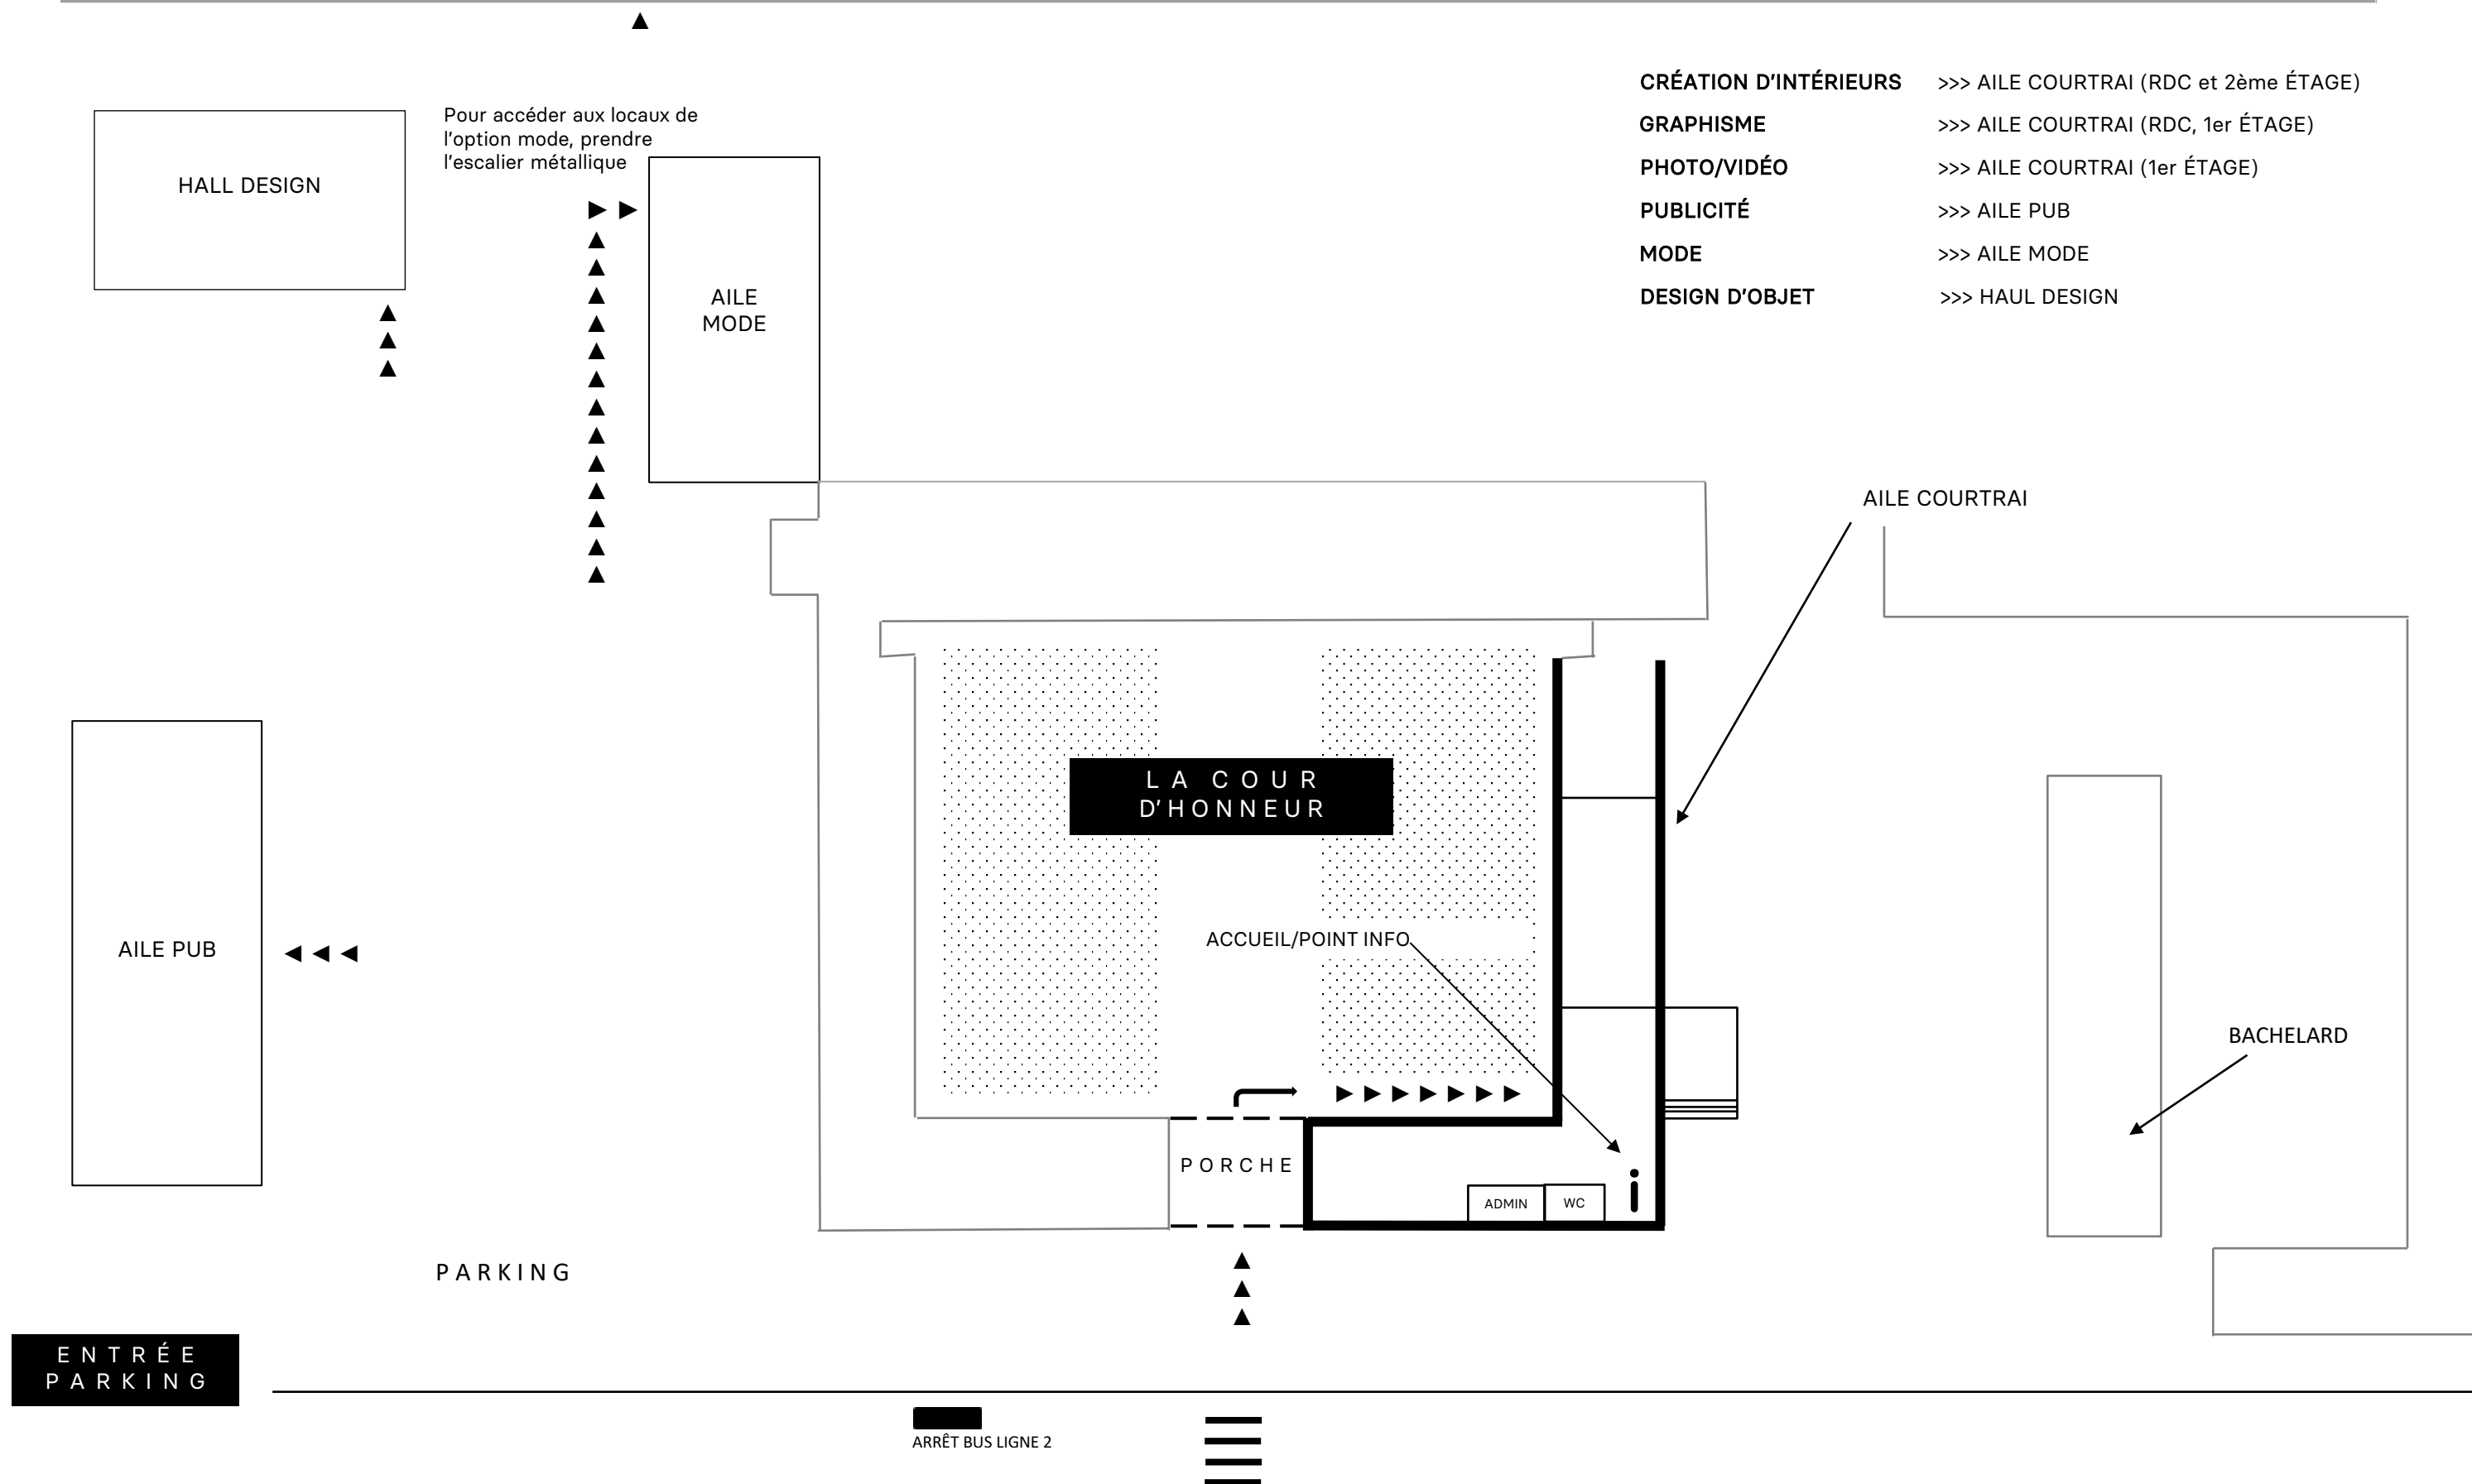 CRÉATION D'INTÉRIEURS >>> AILE COURTRAI (RDC et 2ème ÉTAGE)
GRAPHISME >>> AILE COURTRAI (RDC, 1er ÉTAGE)
PHOTO/VIDÉO >>> AILE COURTRAI (1er ÉTAGE)
PUBLICITÉ >>> AILE PUB
MODE >>> AILE MODE
DESIGN D'OBJET >>> HAUL DESIGN
Pour accéder aux locaux de
l'option mode, prendre
l'escalier métallique
HALL DESIGN
AILE
MODE
AILE COURTRAI
LA COUR
D'HONNEUR
ACCUEIL/POINT INFO
AILE PUB
BACHELARD
PORCHE
ADMIN
WC
i
PARKING
ENTRÉE
PARKING
ARRÊT BUS LIGNE 2